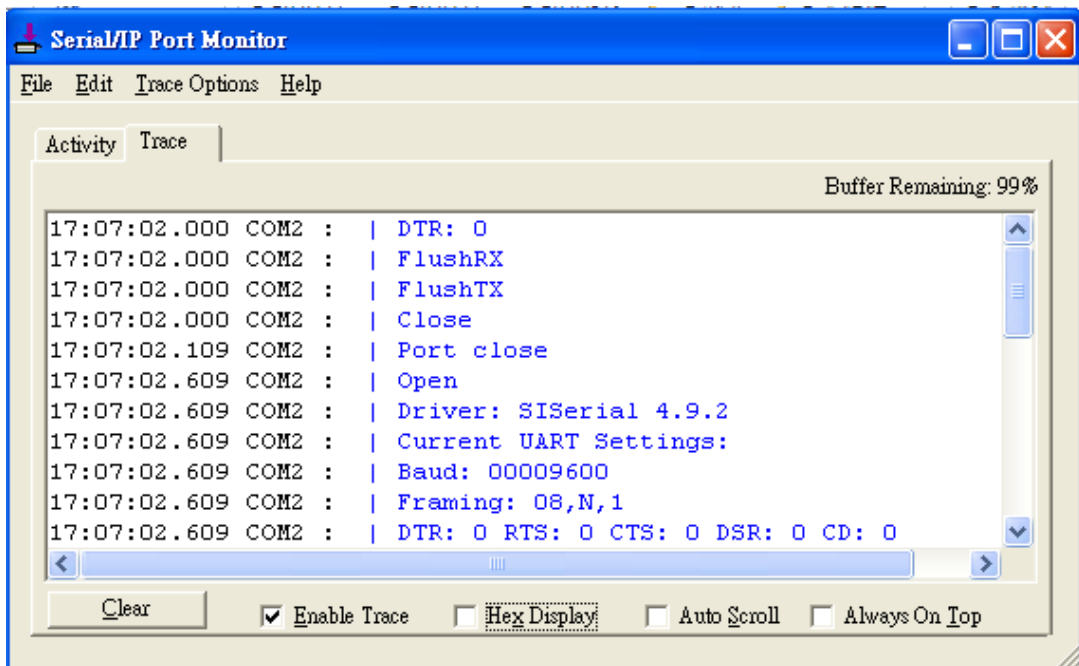 Serial/IP Port Monitor
File Edit Trace Options Help
Activity Trace
Buffer Remaining: 99%
17:07:02.000 COM2 : | DTR: 0
17:07:02.000 COM2 : | FlushRX
17:07:02.000 COM2 : | FlushTX
17:07:02.000 COM2 : | Close
17:07:02.109 COM2 : | Port close
17:07:02.609 COM2 : | Open
17:07:02.609 COM2 : | Driver: SISerial 4.9.2
17:07:02.609 COM2 : | Current UART Settings:
17:07:02.609 COM2 : | Baud: 00009600
17:07:02.609 COM2 : | Framing: 08,N,1
17:07:02.609 COM2 : | DTR: 0 RTS: 0 CTS: 0 DSR: 0 CD: 0
Clear Enable Trace Hex Display Auto Scroll Always On Top